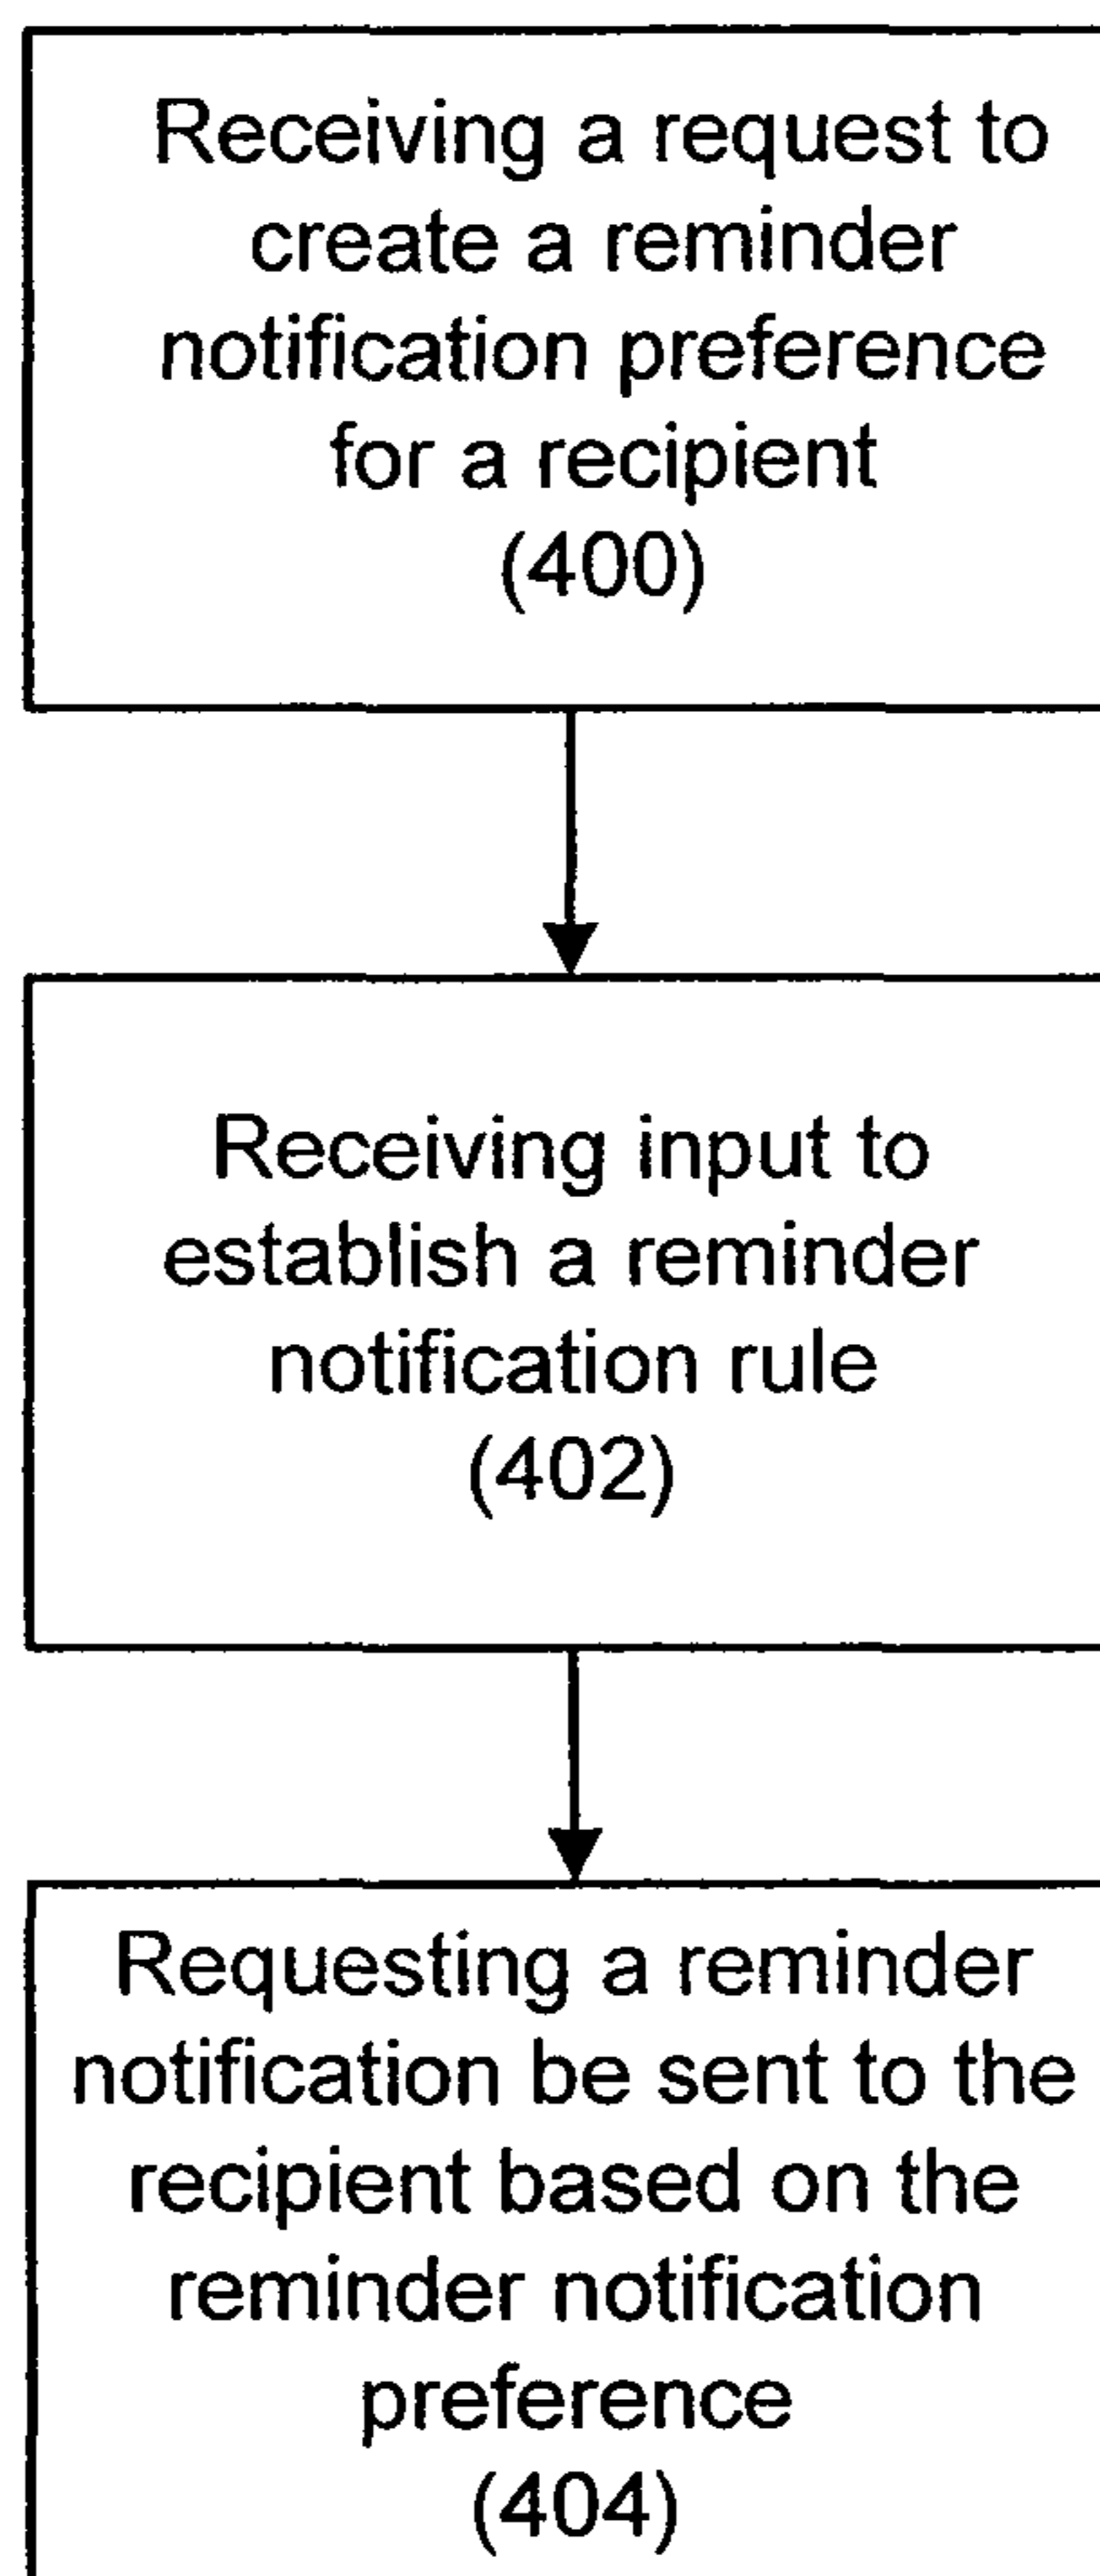 Receiving a request to
create a reminder
notification preference
for a recipient
(400)
Receiving input to
establish a reminder
notification rule
(402)
Requesting a reminder
notification be sent to the
recipient based on the
reminder notification
preference
(404)